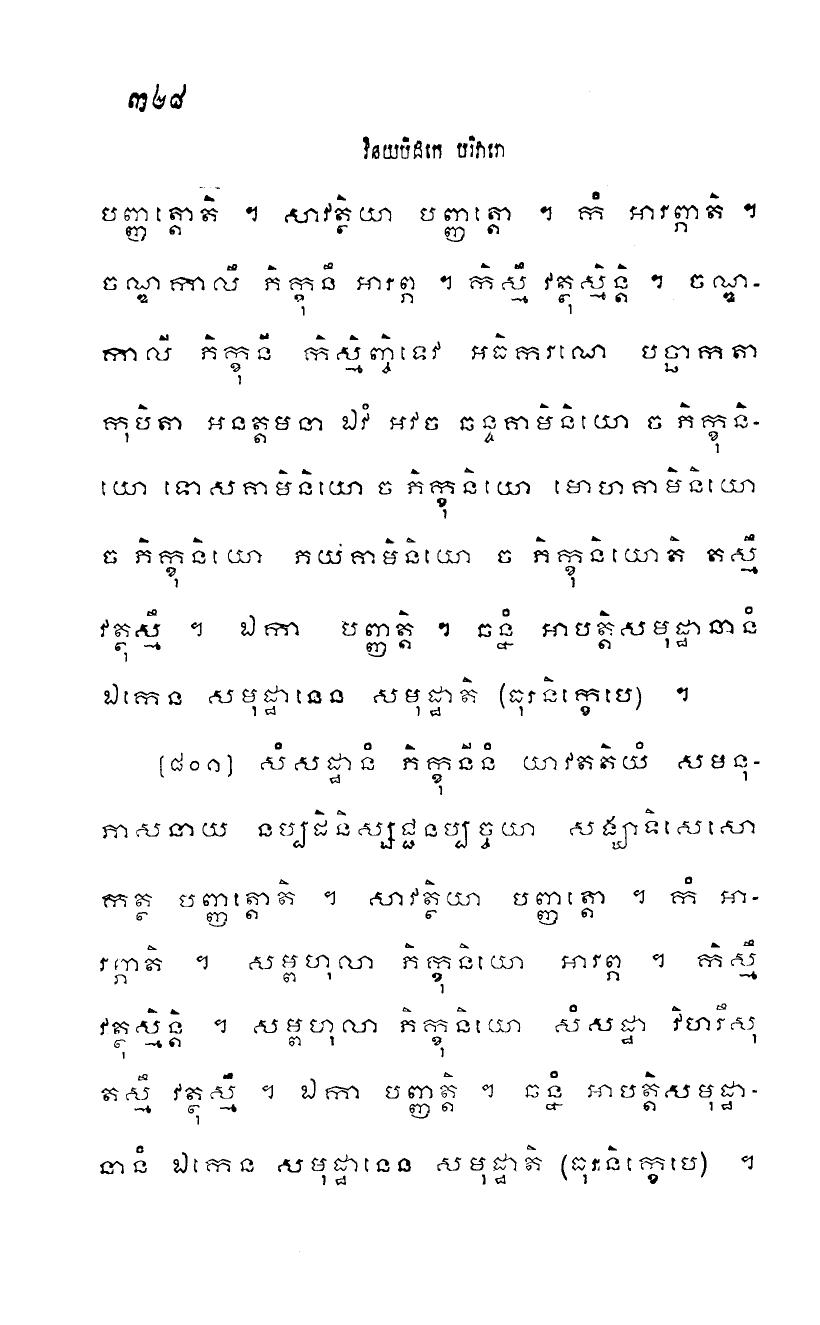 ៣២៨
វិនយបិដកេ បរិវារោ
បញ្ញត្តោតិ ។ សាវត្ថិយា បញ្ញត្តោ ។ កំ អារព្ភាតិ ។
ចណ្ឌកាលឹ ភិក្ខុនឹ អារព្ភ ។ កិស្មឹ វត្ថុស្មិន្តិ ។ ចណ្ឌ-
កាលី ភិក្ខុនី កិស្មិញ្ចិទេវ អធិករណេ បច្ចាកតា
កុបិតា អនត្តមនា ឯវំ អវច ឆន្ទគាមិនិយោ ច ភិក្ខុនិ-
យោ ទោសគាមិនិយោ ច ភិក្ខុនិយោ មោហគាមិនិយោ
ច ភិក្ខុនិយោ ភយគាមិនិយោ ច ភិក្ខុនិយោតិ តស្មឹ
វត្ថុស្មឹ ។ ឯកា បញ្ញត្តិ ។ ឆន្នំ អាបត្តិសមុដ្ឋានានំ
ឯកេន សមុដ្ឋានេន សមុដ្ឋាតិ (ធុរនិក្ខេបេ) ។
[៨០១] សំសដ្ឋានំ ភិក្ខុនីនំ យាវតតិយំ សមនុ-
ភាសនាយ នប្បដិនិស្សជ្ជនប្បច្ចយា សង្ឃាទិសេសោ
កត្ថ បញ្ញត្តោតិ ។ សាវត្ថិយា បញ្ញត្តោ ។ កំ អា-
រព្ភាតិ ។ សម្ពហុលា ភិក្ខុនិយោ អារព្ភ ។ កិស្មឹ
វត្ថុស្មិន្តិ ។ សម្ពហុលា ភិក្ខុនិយោ សំសដ្ឋា វិហរឹសុ
តស្មឹ វត្ថុស្មឹ ។ ឯកា បញ្ញត្តិ ។ ឆន្នំ អាបត្តិសមុដ្ឋា-
នានំ ឯកេន សមុដ្ឋានេន សមុដ្ឋាតិ (ធុរនិក្ខេបេ) ។